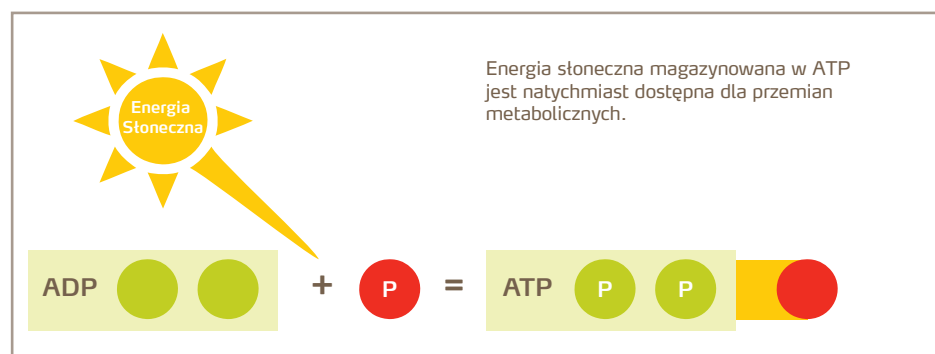 Energia
Słoneczna
Energia słoneczna magazynowana w ATP
jest natychmiast dostępna dla przemian
metabolicznych.
ADP + P = ATP P P